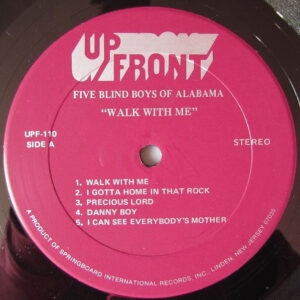 UP
FRONT
FIVE BLIND BOYS OF ALABAMA
"WALK WITH ME"
UPF-110
SIDE A
STEREO
1. WALK WITH ME
2. I GOTTA HOME IN THAT ROCK
3. PRECIOUS LORD
4. DANNY BOY
5. I CAN SEE EVERYBODY'S MOTHER
A PRODUCT OF SPRINGBOARD INTERNATIONAL RECORDS, INC., LINDEN, NEW JERSEY 07036